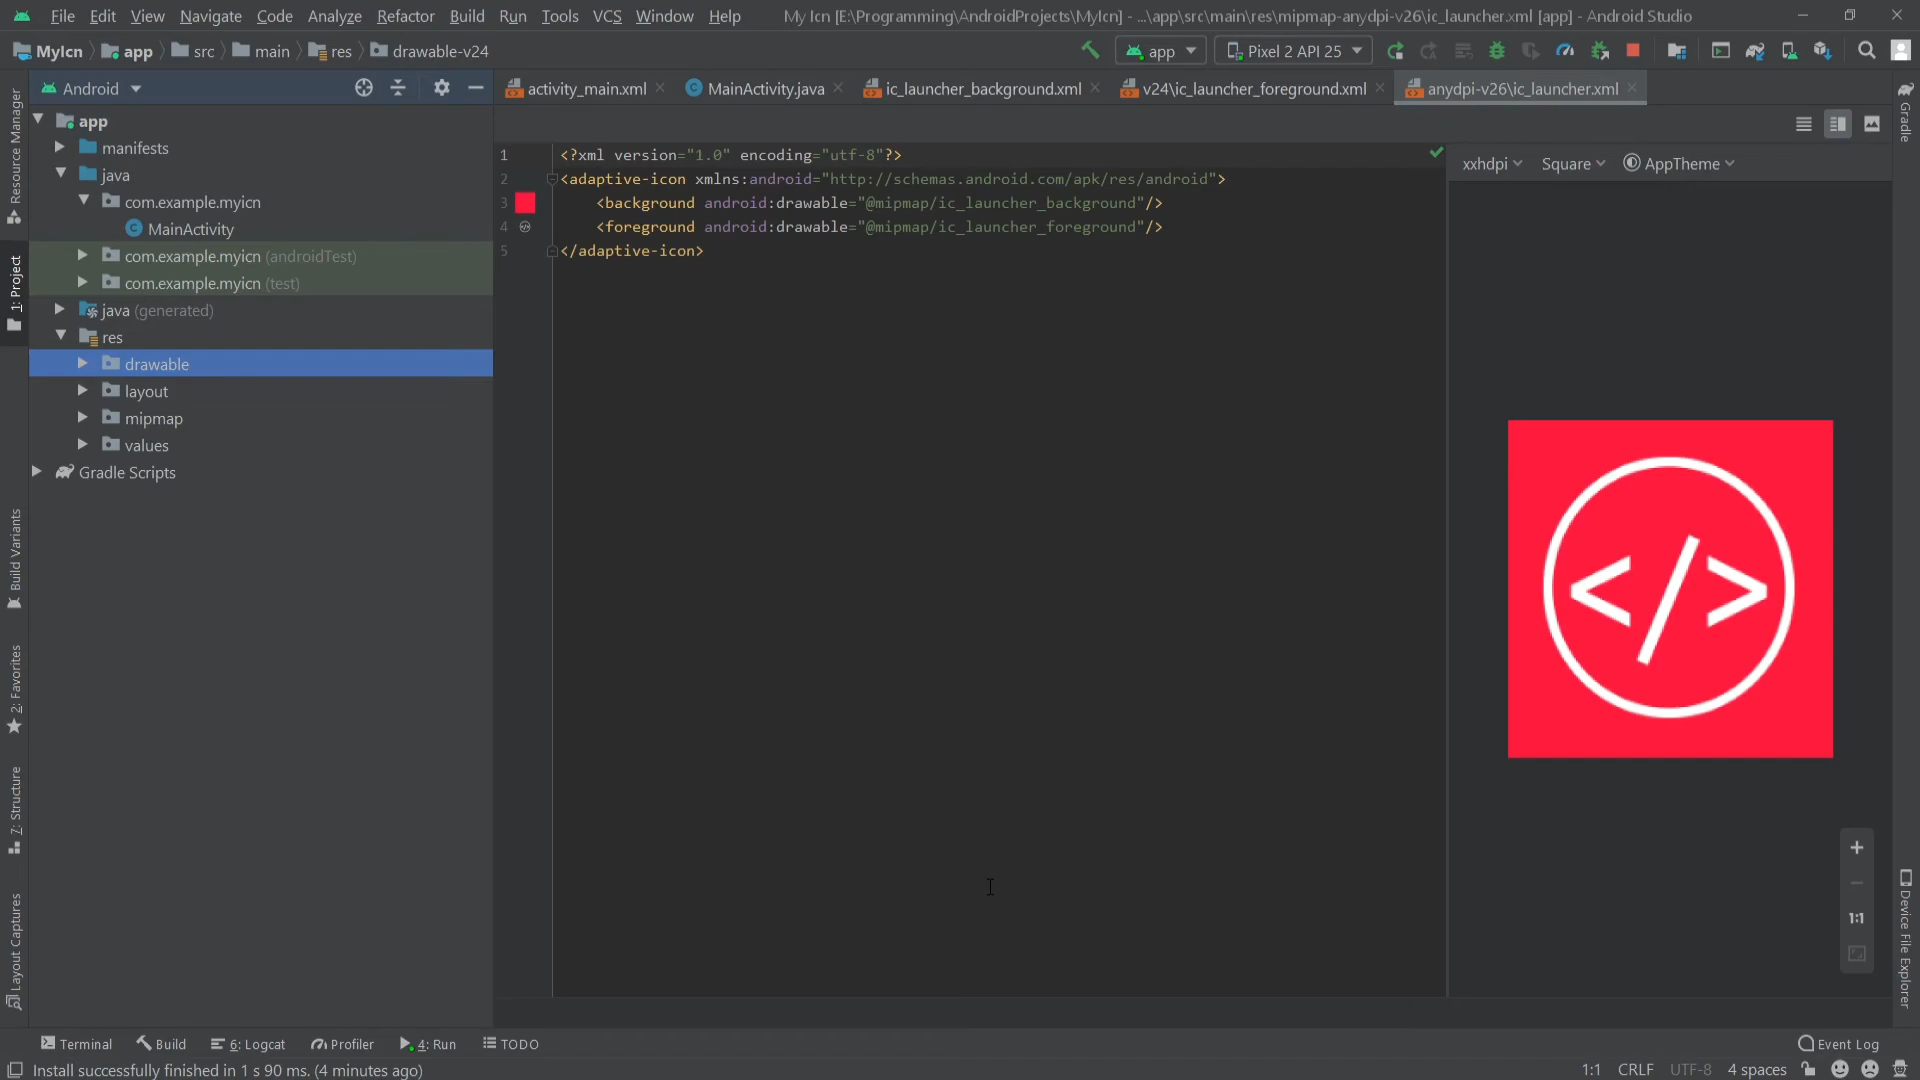 File Edit View Navigate Code Analyze Refactor Build Run Tools VCS Window Help My Icn [E:\Programming\AndroidProjects\MyIcn] - ...\app\src\main\res\mipmap-anydpi-v26\ic_launcher.xml [app] - Android Studio
MyIcn app src main res drawable-v24 app Pixel 2 API 25
Android activity_main.xml MainActivity.java ic_launcher_background.xml v24\ic_launcher_foreground.xml anydpi-v26\ic_launcher.xml
app
manifests
java
com.example.myicn
MainActivity
com.example.myicn (androidTest)
com.example.myicn (test)
java (generated)
res
drawable
layout
mipmap
values
Gradle Scripts
1 <?xml version="1.0" encoding="utf-8"?>
2 <adaptive-icon xmlns:android="http://schemas.android.com/apk/res/android">
3 <background android:drawable="@mipmap/ic_launcher_background"/>
4 <foreground android:drawable="@mipmap/ic_launcher_foreground"/>
5 </adaptive-icon>
xxhdpi Square AppTheme
</>
1:1
Resource Manager
1: Project
Build Variants
2: Favorites
7: Structure
Layout Captures
Gradle
Device File Explorer
Terminal Build 6: Logcat Profiler 4: Run TODO Event Log
Install successfully finished in 1 s 90 ms. (4 minutes ago) 1:1 CRLF UTF-8 4 spaces